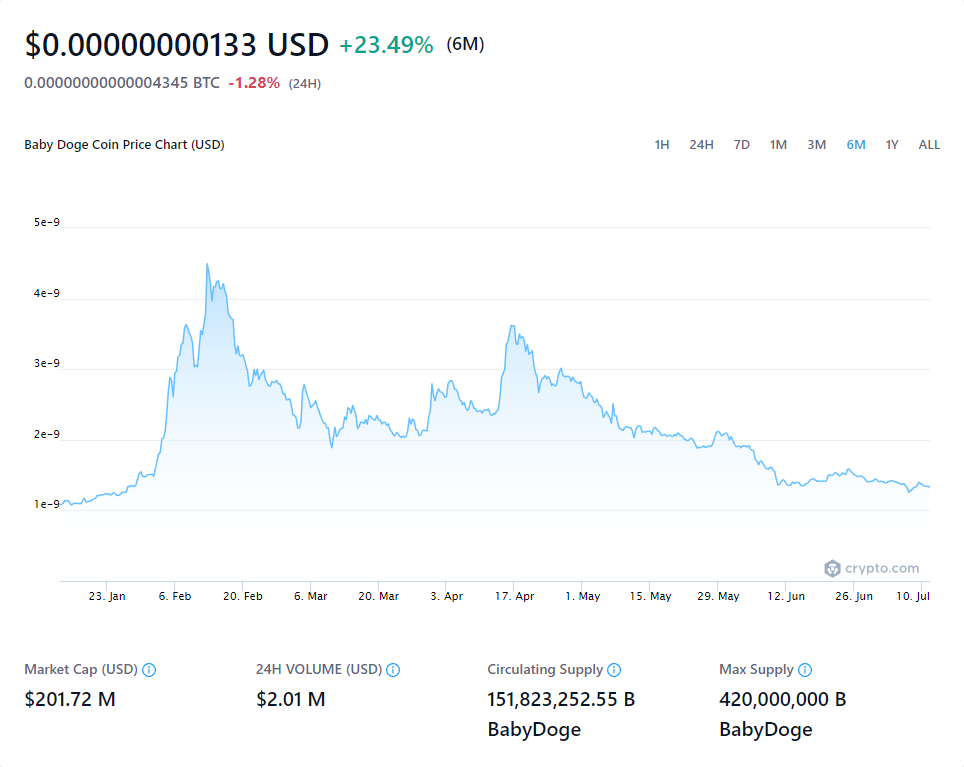 $0.00000000133 USD +23.49% (6M)
0.00000000000004345 BTC -1.28% (24H)
Baby Doge Coin Price Chart (USD) 1H 24H 7D 1M 3M 6M 1Y ALL
5e-9
4e-9
3e-9
2e-9
1e-9
crypto.com
23. Jan 6. Feb 20. Feb 6. Mar 20. Mar 3. Apr 17. Apr 1. May 15. May 29. May 12. Jun 26. Jun 10. Jul
Market Cap (USD) 24H VOLUME (USD) Circulating Supply Max Supply
$201.72 M $2.01 M 151,823,252.55 B 420,000,000 B
BabyDoge BabyDoge